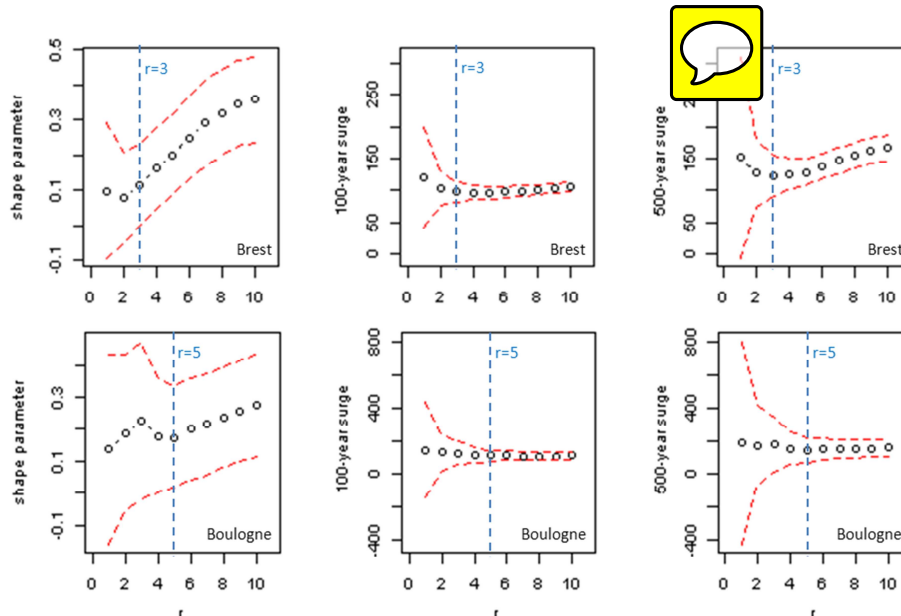 shape parameter
0.5
0.3
0.1
-0.1
r=3
Brest
0 2 4 6 8 10
100-year surge
250
150
50
0
r=3
Brest
0 2 4 6 8 10
500-year surge
150
50
0
r=3
Brest
0 2 4 6 8 10
shape parameter
0.3
0.1
-0.1
r=5
Boulogne
0 2 4 6 8 10
100-year surge
800
400
0
-400
r=5
Boulogne
0 2 4 6 8 10
500-year surge
800
400
0
-400
r=5
Boulogne
0 2 4 6 8 10